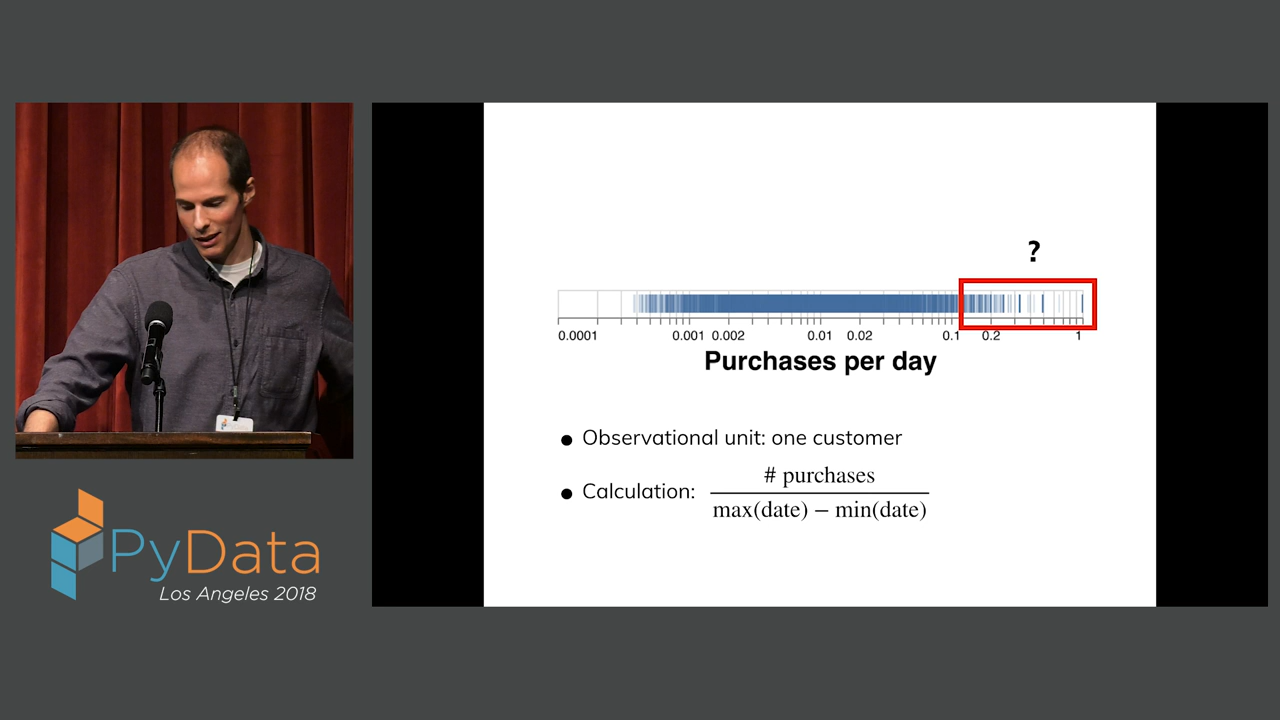 ?
0.0001 0.001 0.002 0.01 0.02 0.1 0.2 1
Purchases per day
● Observational unit: one customer
● Calculation: # purchases
max(date) − min(date)
PyData
Los Angeles 2018